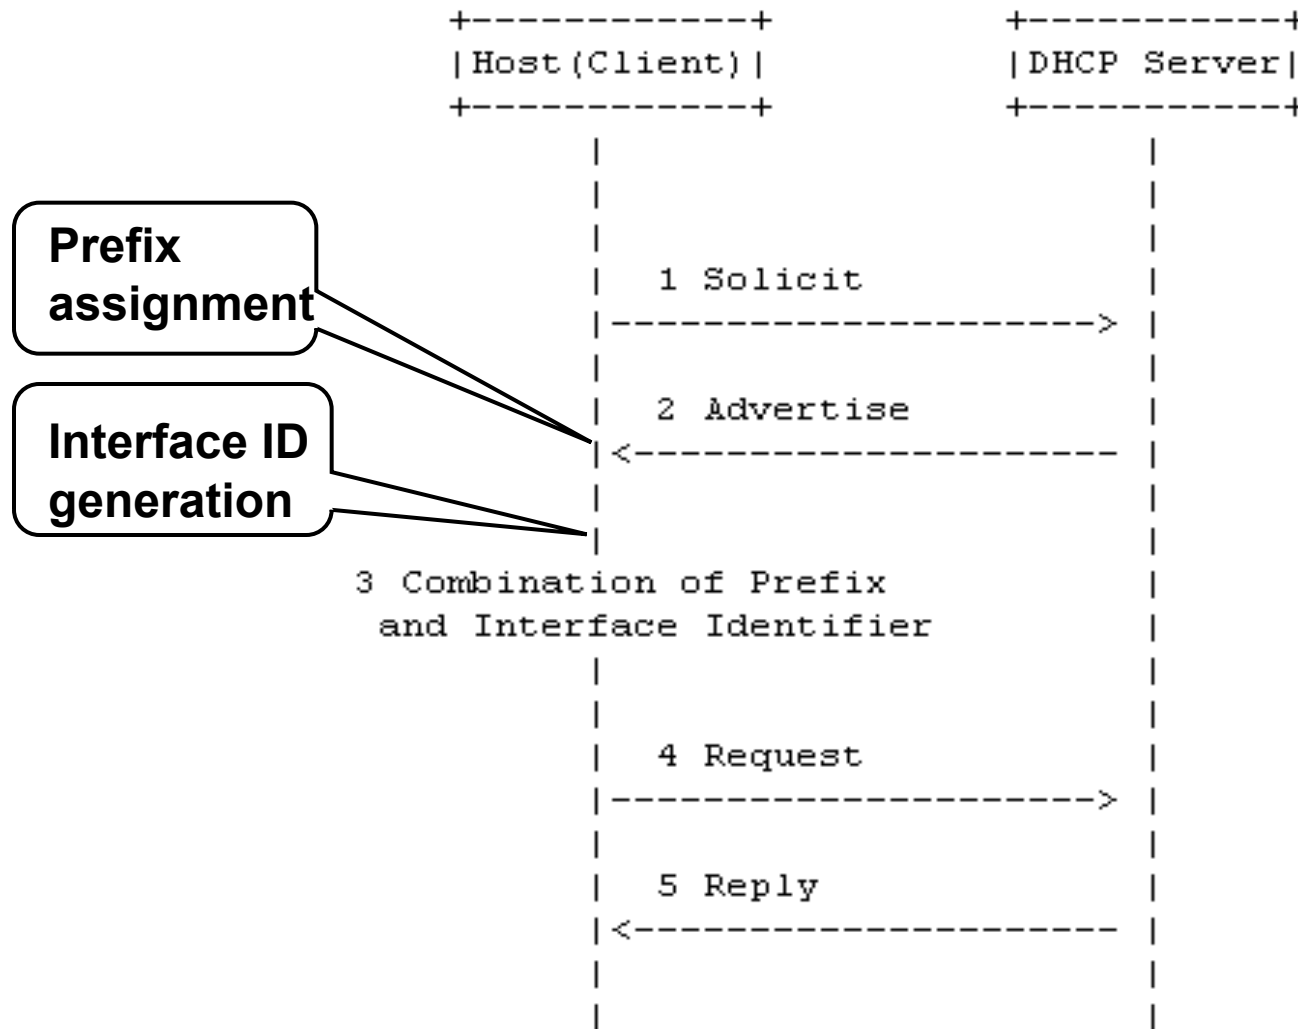 Host(Client)
DHCP Server
Prefix
assignment
1 Solicit
2 Advertise
Interface ID
generation
3 Combination of Prefix
and Interface Identifier
4 Request
5 Reply